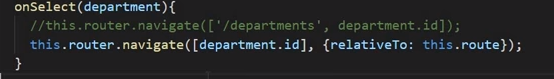 onSelect(department){
//this.router.navigate(['/departments', department.id]);
this.router.navigate([department.id], {relativeTo: this.route});
}